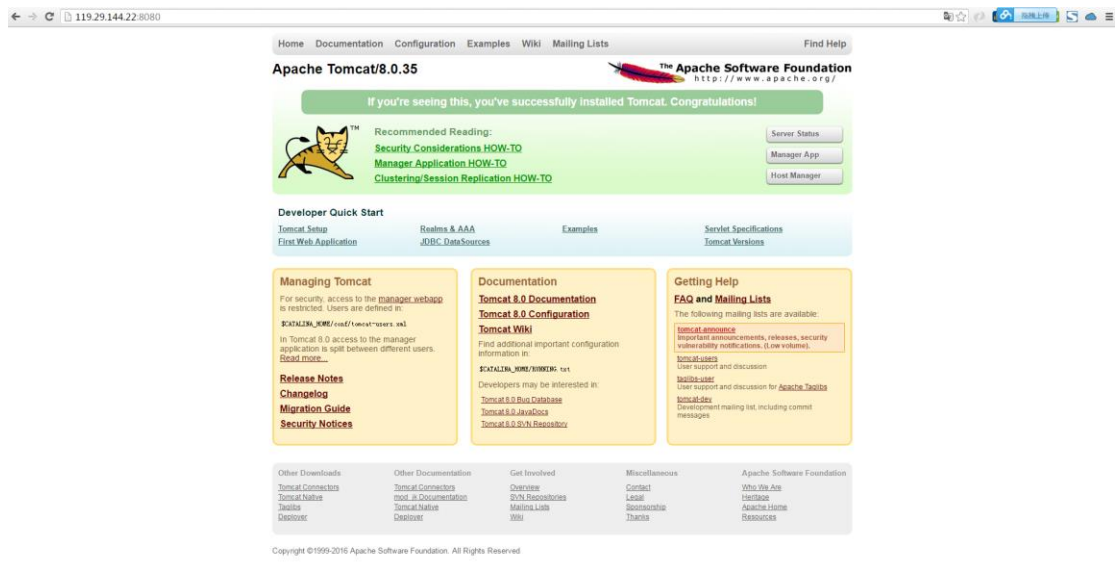 119.29.144.22:8080
拖拽上传
Home Documentation Configuration Examples Wiki Mailing Lists Find Help
Apache Tomcat/8.0.35
The Apache Software Foundation
http://www.apache.org/
If you're seeing this, you've successfully installed Tomcat. Congratulations!
TM
Recommended Reading:
Security Considerations HOW-TO
Manager Application HOW-TO
Clustering/Session Replication HOW-TO
Server Status
Manager App
Host Manager
Developer Quick Start
Tomcat Setup
First Web Application
Realms & AAA
JDBC DataSources
Examples
Servlet Specifications
Tomcat Versions
Managing Tomcat
For security, access to the manager webapp
is restricted. Users are defined in:
$CATALINA_HOME/conf/tomcat-users.xml
In Tomcat 8.0 access to the manager
application is split between different users.
Read more...
Release Notes
Changelog
Migration Guide
Security Notices
Documentation
Tomcat 8.0 Documentation
Tomcat 8.0 Configuration
Tomcat Wiki
Find additional important configuration
information in:
$CATALINA_HOME/RUNNING.txt
Developers may be interested in:
Tomcat 8.0 Bug Database
Tomcat 8.0 JavaDocs
Tomcat 8.0 SVN Repository
Getting Help
FAQ and Mailing Lists
The following mailing lists are available:
tomcat-announce
Important announcements, releases, security
vulnerability notifications. (Low volume).
tomcat-users
User support and discussion
taglibs-user
User support and discussion for Apache Taglibs
tomcat-dev
Development mailing list, including commit
messages
Other Downloads
Tomcat Connectors
Tomcat Native
Taglibs
Deployer
Other Documentation
Tomcat Connectors
mod_jk Documentation
Tomcat Native
Deployer
Get Involved
Overview
SVN Repositories
Mailing Lists
Wiki
Miscellaneous
Contact
Legal
Sponsorship
Thanks
Apache Software Foundation
Who We Are
Heritage
Apache Home
Resources
Copyright ©1999-2016 Apache Software Foundation. All Rights Reserved